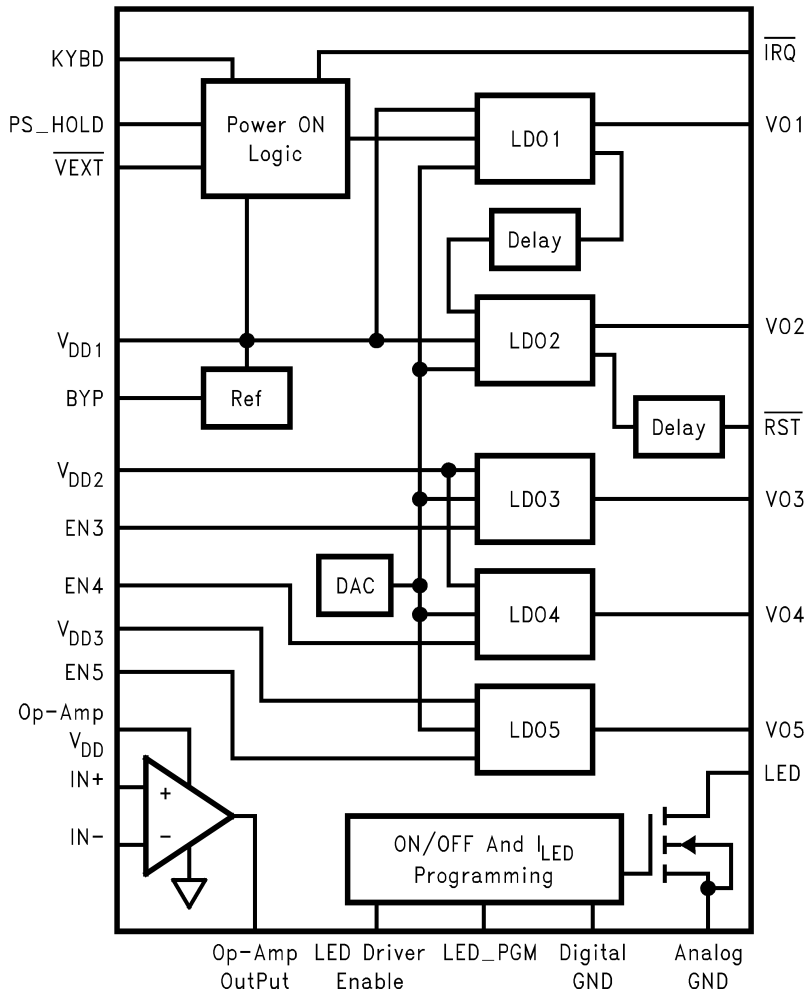 KYBD
IRQ
PS_HOLD
Power ON
Logic
LDO1
VO1
VEXT
Delay
VDD1
LDO2
VO2
BYP
Ref
Delay
RST
VDD2
LDO3
VO3
EN3
EN4
DAC
LDO4
VO4
VDD3
EN5
Op-Amp
VDD
LDO5
VO5
IN+
+
LED
IN-
-
ON/OFF And ILED
Programming
Op-Amp
OutPut
LED Driver
Enable
LED_PGM
Digital
GND
Analog
GND